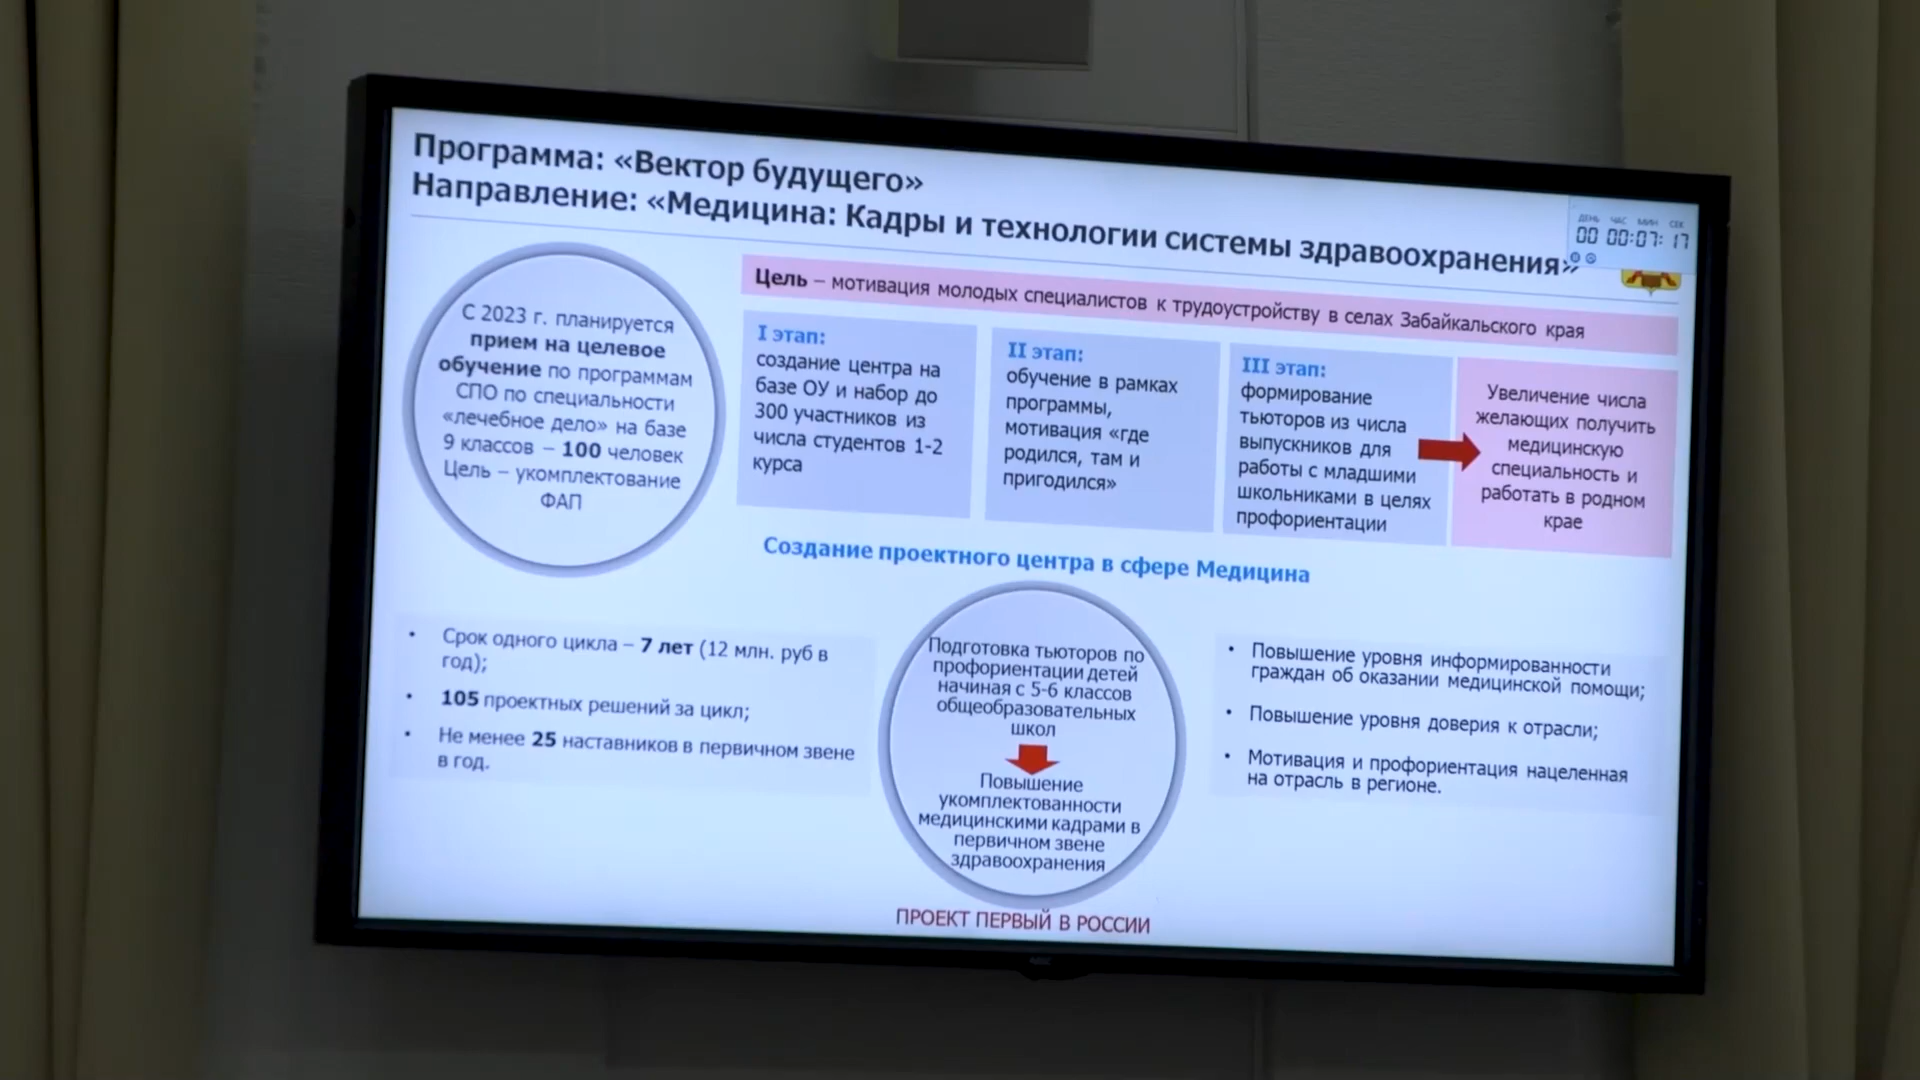 Программа: «Вектор будущего»
Направление: «Медицина: Кадры и технологии системы здравоохранения»
ДЕНЬ ЧАС МИН СЕК
00 00:07:17
С 2023 г. планируется
прием на целевое
обучение по программам
СПО по специальности
«лечебное дело» на базе
9 классов – 100 человек
Цель – укомплектование
ФАП
Цель – мотивация молодых специалистов к трудоустройству в селах Забайкальского края
I этап:
создание центра на
базе ОУ и набор до
300 участников из
числа студентов 1-2
курса
II этап:
обучение в рамках
программы,
мотивация «где
родился, там и
пригодился»
III этап:
формирование
тьюторов из числа
выпускников для
работы с младшими
школьниками в целях
профориентации
Увеличение числа
желающих получить
медицинскую
специальность и
работать в родном
крае
Создание проектного центра в сфере Медицина
• Срок одного цикла – 7 лет (12 млн. руб в
год);
• 105 проектных решений за цикл;
• Не менее 25 наставников в первичном звене
в год.
Подготовка тьюторов по
профориентации детей
начиная с 5-6 классов
общеобразовательных
школ
Повышение
укомплектованности
медицинскими кадрами в
первичном звене
здравоохранения
• Повышение уровня информированности
граждан об оказании медицинской помощи;
• Повышение уровня доверия к отрасли;
• Мотивация и профориентация нацеленная
на отрасль в регионе.
ПРОЕКТ ПЕРВЫЙ В РОССИИ